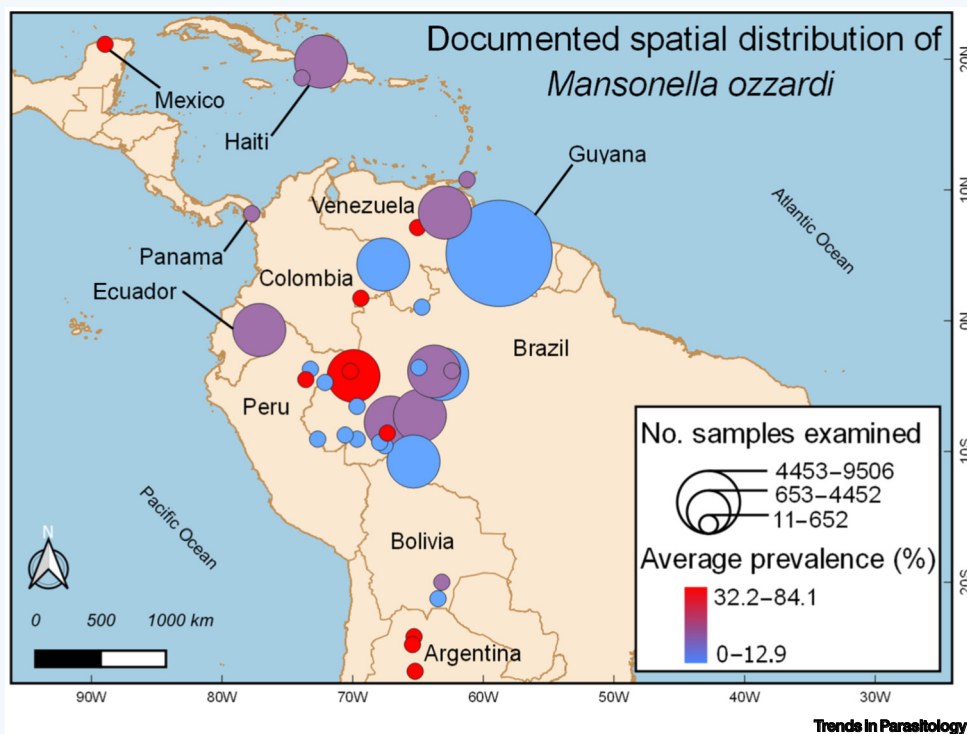 Documented spatial distribution of
Mansonella ozzardi
Mexico
Haiti
Guyana
Venezuela
Panama
Colombia
Ecuador
Brazil
Peru
Bolivia
Argentina
Atlantic Ocean
Pacific Ocean
N
0 500 1000 km
No. samples examined
4453–9506
653–4452
11–652
Average prevalence (%)
32.2–84.1
0–12.9
20N
10N
0N
10S
20S
90W 80W 70W 60W 50W 40W 30W
Trends in Parasitology